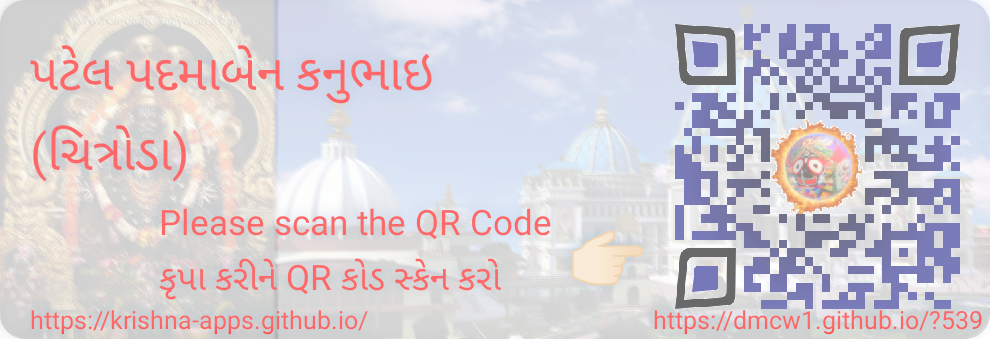 પટેલ પદમાબેન કનુભાઇ
(ચિત્રોડા)
Please scan the QR Code
કૃપા કરીને QR કોડ સ્કેન કરો
https://krishna-apps.github.io/
https://dmcw1.github.io/?539